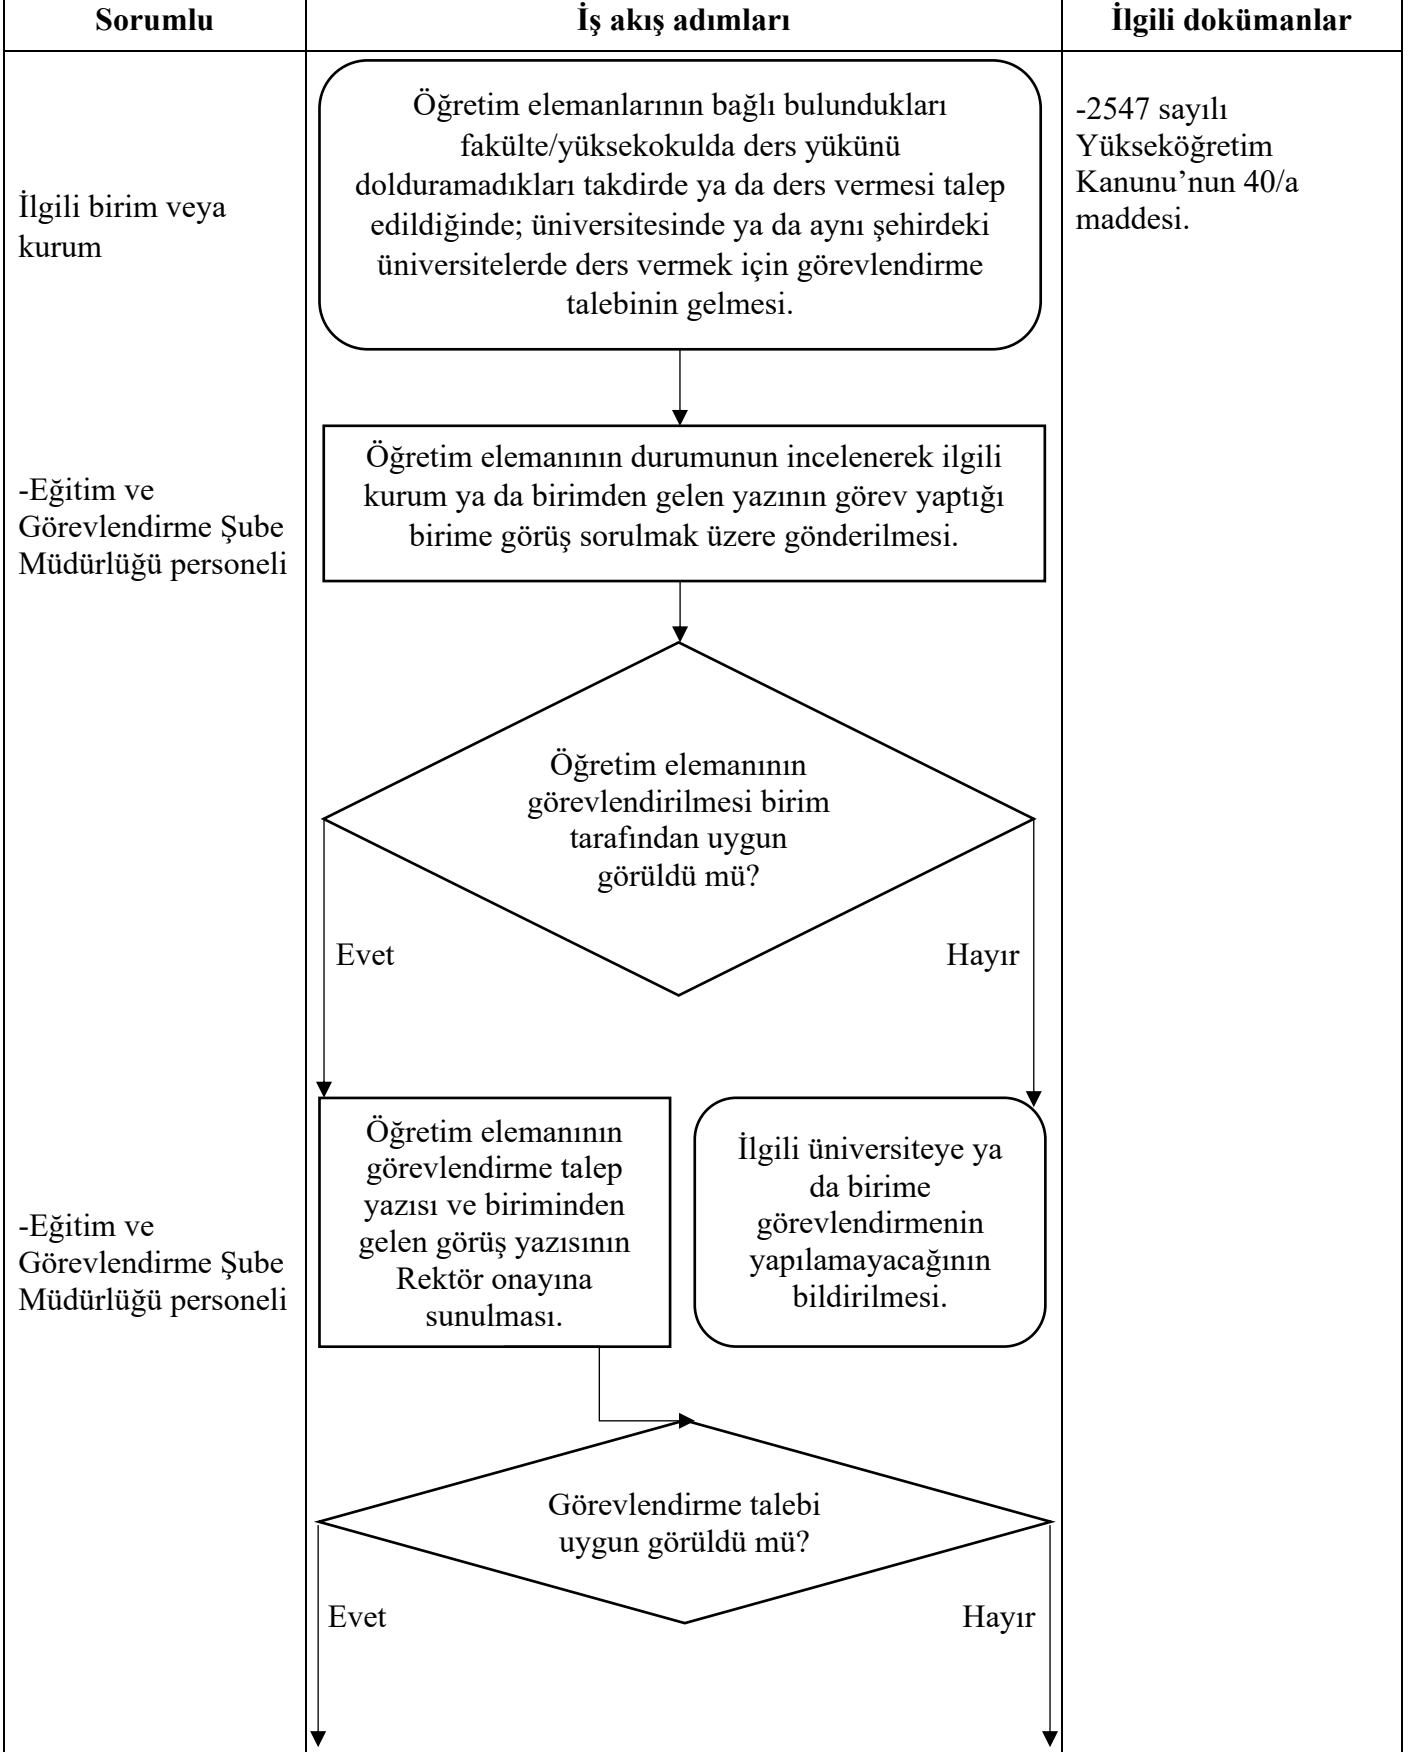 Sorumlu
İş akış adımları
İlgili dokümanlar
İlgili birim veya
kurum
Öğretim elemanlarının bağlı bulundukları
fakülte/yüksekokulda ders yükünü
dolduramadıkları takdirde ya da ders vermesi talep
edildiğinde; üniversitesinde ya da aynı şehirdeki
üniversitelerde ders vermek için görevlendirme
talebinin gelmesi.
-2547 sayılı
Yükseköğretim
Kanunu’nun 40/a
maddesi.
-Eğitim ve
Görevlendirme Şube
Müdürlüğü personeli
Öğretim elemanının durumunun incelenerek ilgili
kurum ya da birimden gelen yazının görev yaptığı
birime görüş sorulmak üzere gönderilmesi.
Öğretim elemanının
görevlendirilmesi birim
tarafından uygun
görüldü mü?
Evet
Hayır
-Eğitim ve
Görevlendirme Şube
Müdürlüğü personeli
Öğretim elemanının
görevlendirme talep
yazısı ve biriminden
gelen görüş yazısının
Rektör onayına
sunulması.
İlgili üniversiteye ya
da birime
görevlendirmenin
yapılamayacağının
bildirilmesi.
Görevlendirme talebi
uygun görüldü mü?
Evet
Hayır